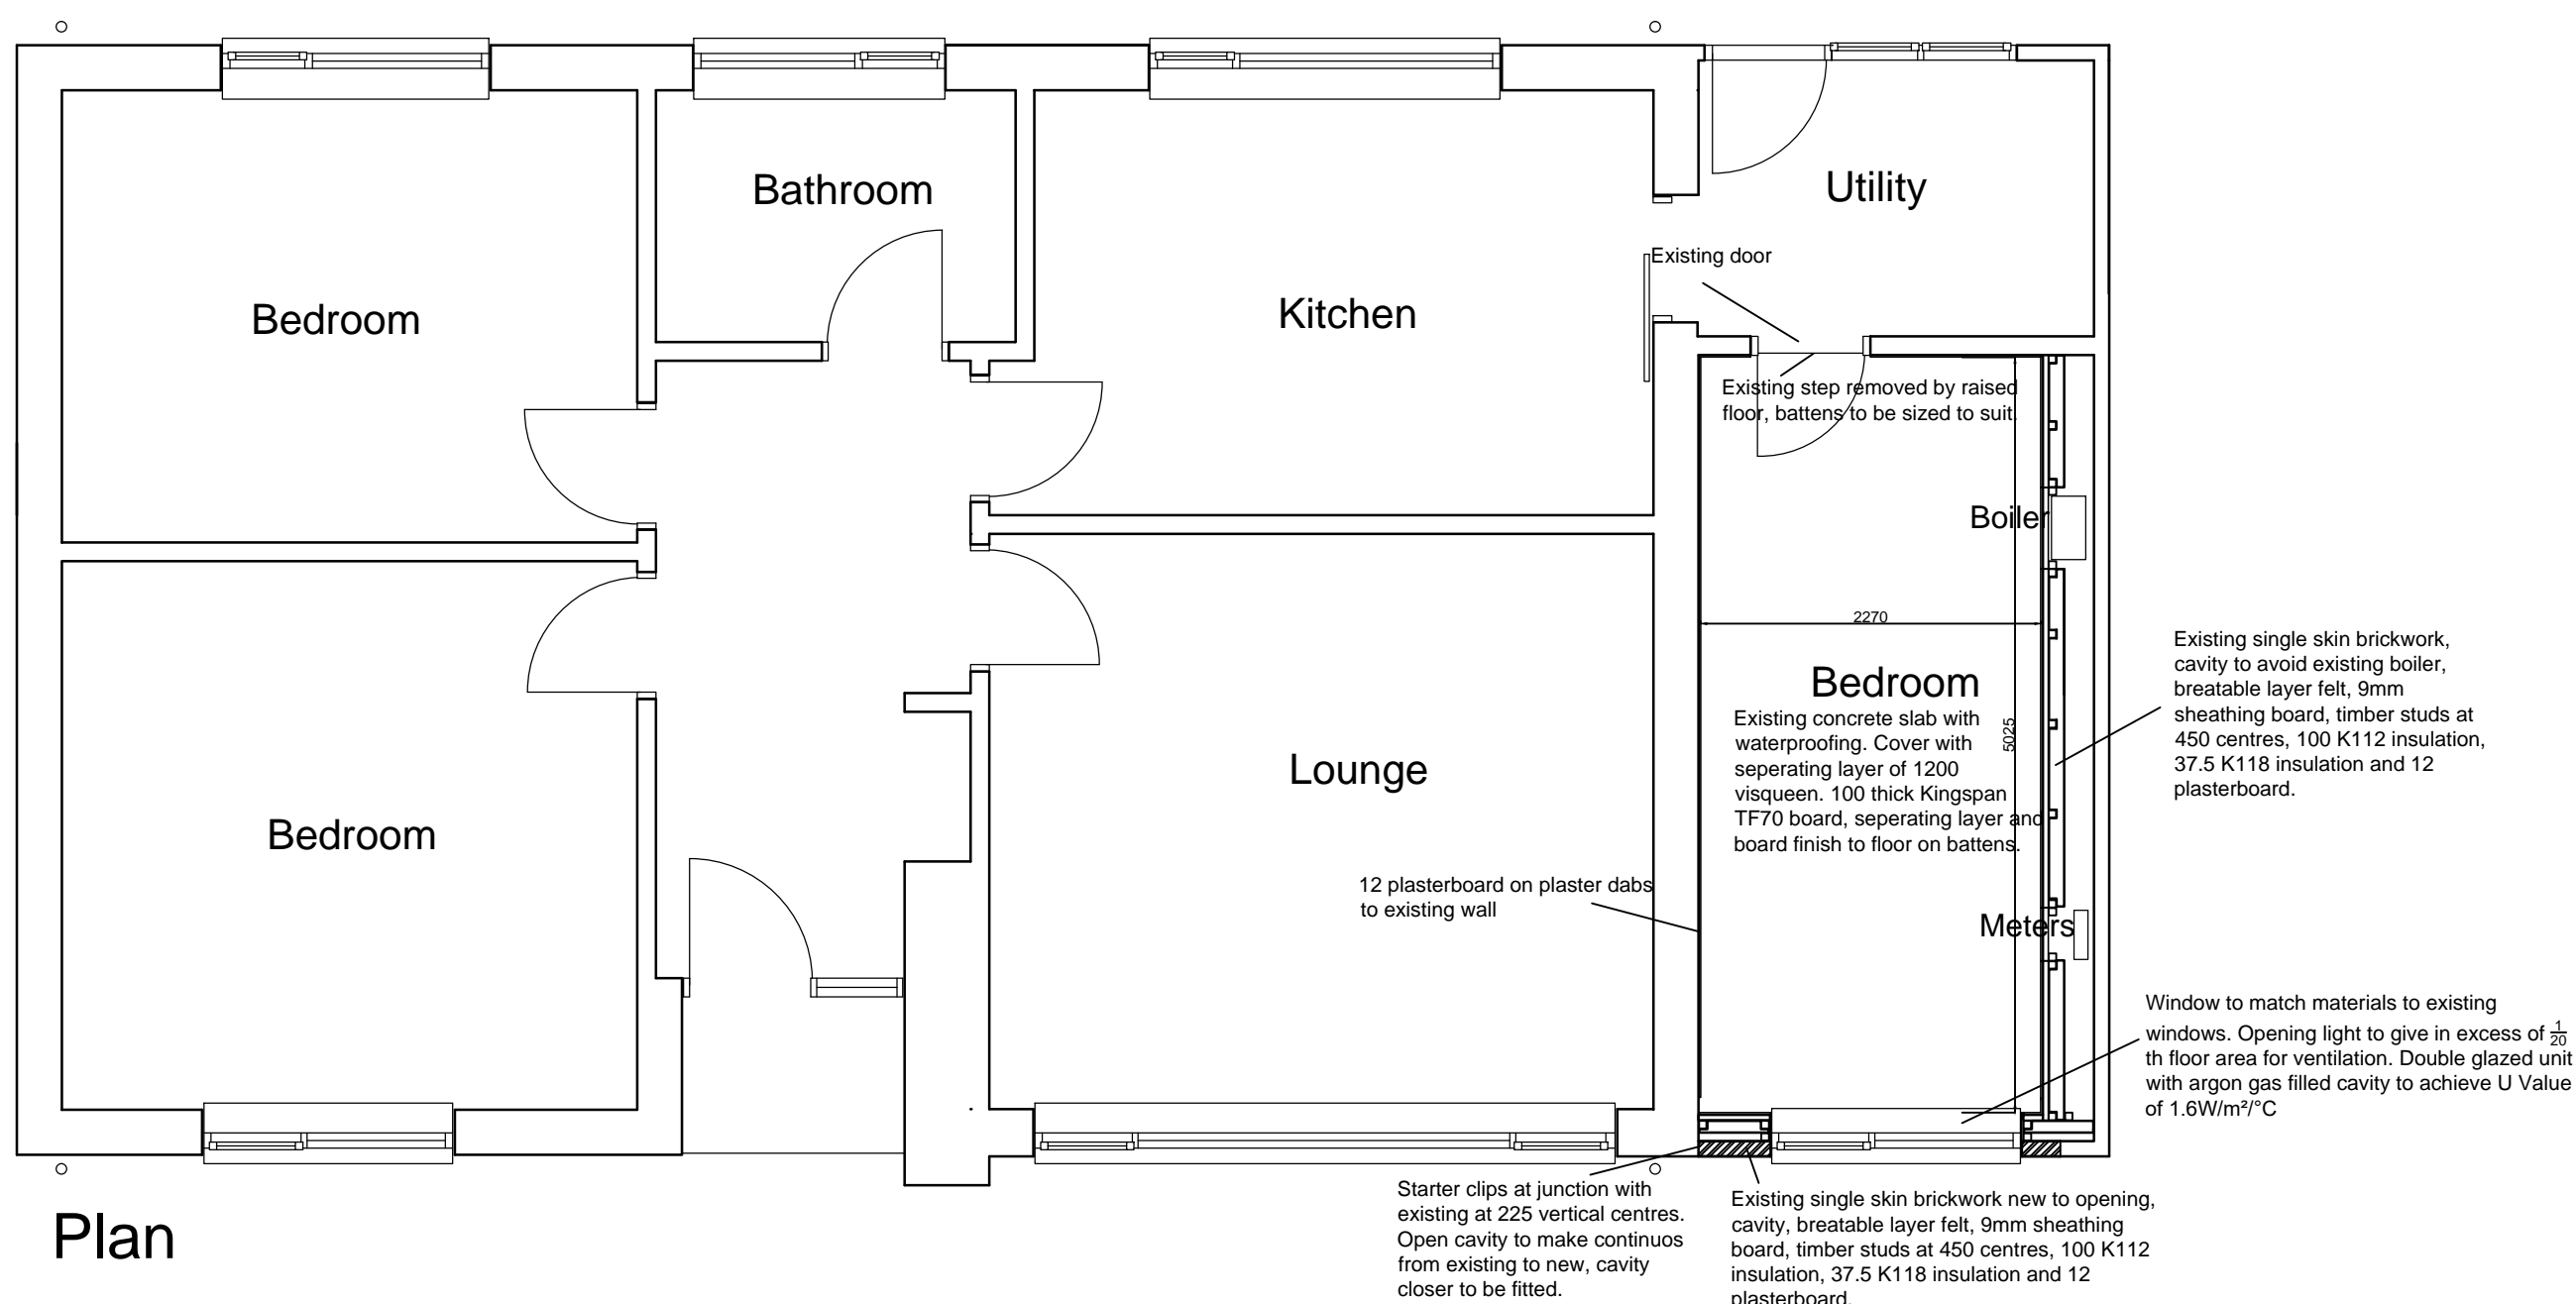 Bathroom
Utility
Existing door
Bedroom
Kitchen
Existing step removed by raised
floor, battens to be sized to suit.
Boiler
2270
Existing single skin brickwork,
cavity to avoid existing boiler,
breatable layer felt, 9mm
sheathing board, timber studs at
450 centres, 100 K112 insulation,
37.5 K118 insulation and 12
plasterboard.
Bedroom
Existing concrete slab with
waterproofing. Cover with
seperating layer of 1200
visqueen. 100 thick Kingspan
TF70 board, seperating layer and
board finish to floor on battens.
5025
Lounge
Bedroom
12 plasterboard on plaster dabs
to existing wall
Meters
Window to match materials to existing
windows. Opening light to give in excess of 1/20
th floor area for ventilation. Double glazed unit
with argon gas filled cavity to achieve U Value
of 1.6W/m²/°C
Starter clips at junction with
existing at 225 vertical centres.
Open cavity to make continuos
from existing to new, cavity
closer to be fitted.
Existing single skin brickwork new to opening,
cavity, breatable layer felt, 9mm sheathing
board, timber studs at 450 centres, 100 K112
insulation, 37.5 K118 insulation and 12
plasterboard.
Plan